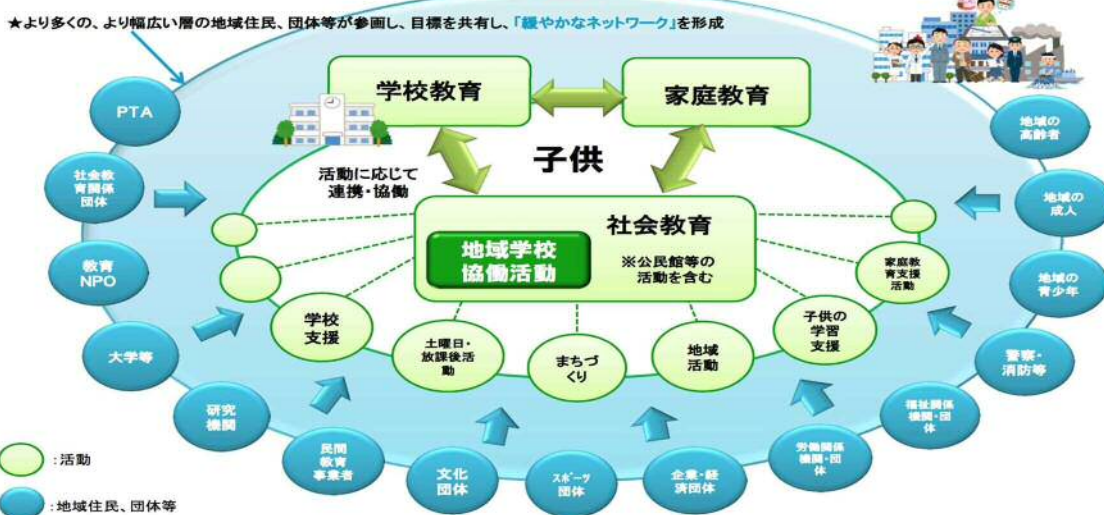 ★より多くの、より幅広い層の地域住民、団体等が参画し、目標を共有し、「緩やかなネットワーク」を形成
学校教育
家庭教育
PTA
地域の
高齢者
子供
活動に応じて
連携・協働
社会教
育関係
団体
地域の
成人
社会教育
地域学校
協働活動
※公民館等の
活動を含む
教育
NPO
家庭教
育支援
活動
地域の
青少年
学校
支援
土曜日・
放課後活
動
まちづ
くり
地域
活動
子供の
学習
支援
大学等
警察・
消防等
研究
機関
福祉関係
機関・団
体
民間
教育
事業者
文化
団体
スポーツ
団体
企業・経
済団体
労働関係
機関・団
体
:活動
:地域住民、団体等